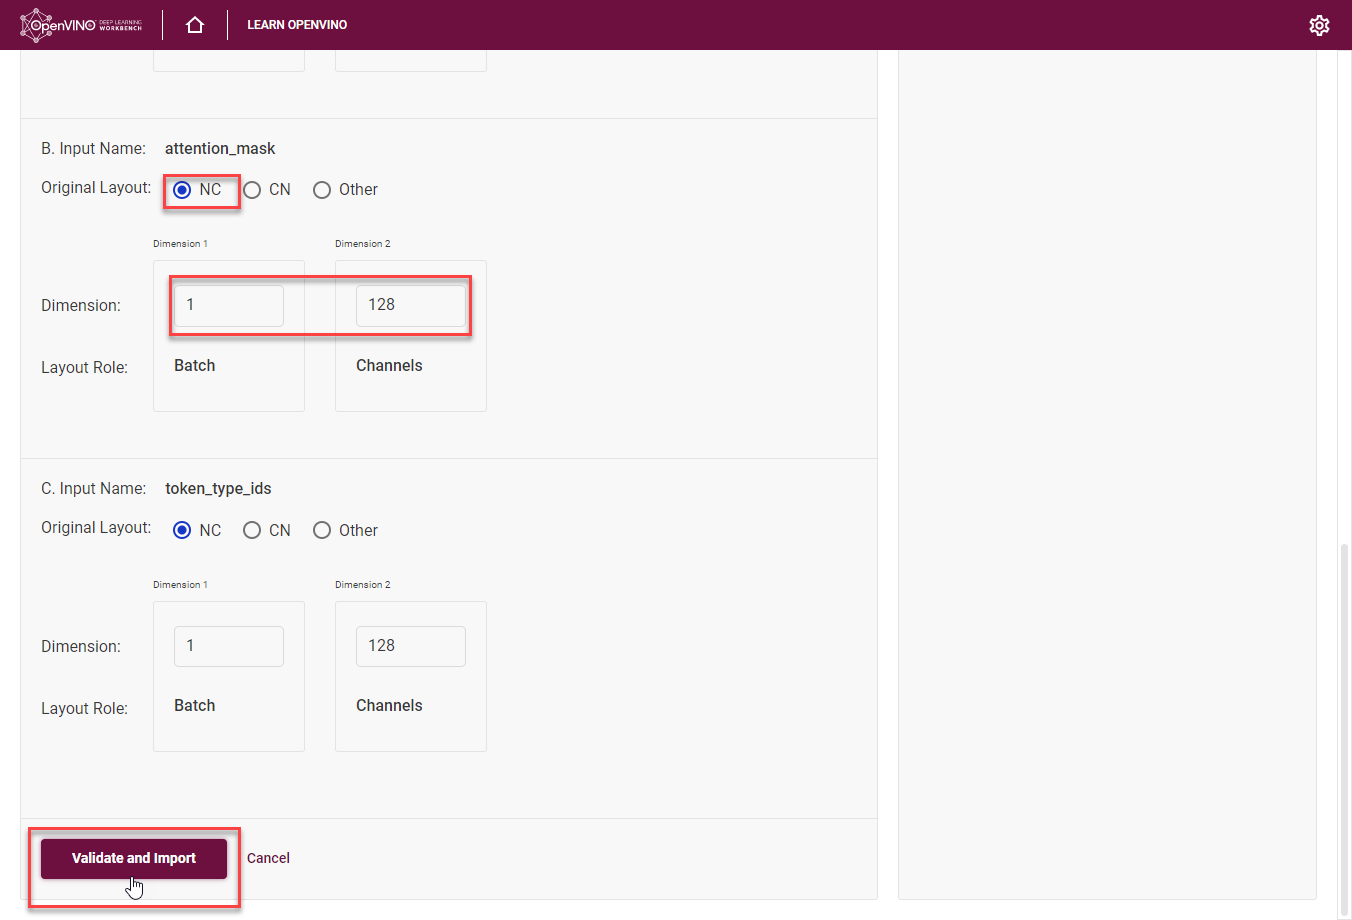 OpenVINO DEEP LEARNING WORKBENCH LEARN OPENVINO
B. Input Name: attention_mask
Original Layout: NC CN Other
Dimension 1 Dimension 2
Dimension: 1 128
Layout Role: Batch Channels
C. Input Name: token_type_ids
Original Layout: NC CN Other
Dimension 1 Dimension 2
Dimension: 1 128
Layout Role: Batch Channels
Validate and Import Cancel